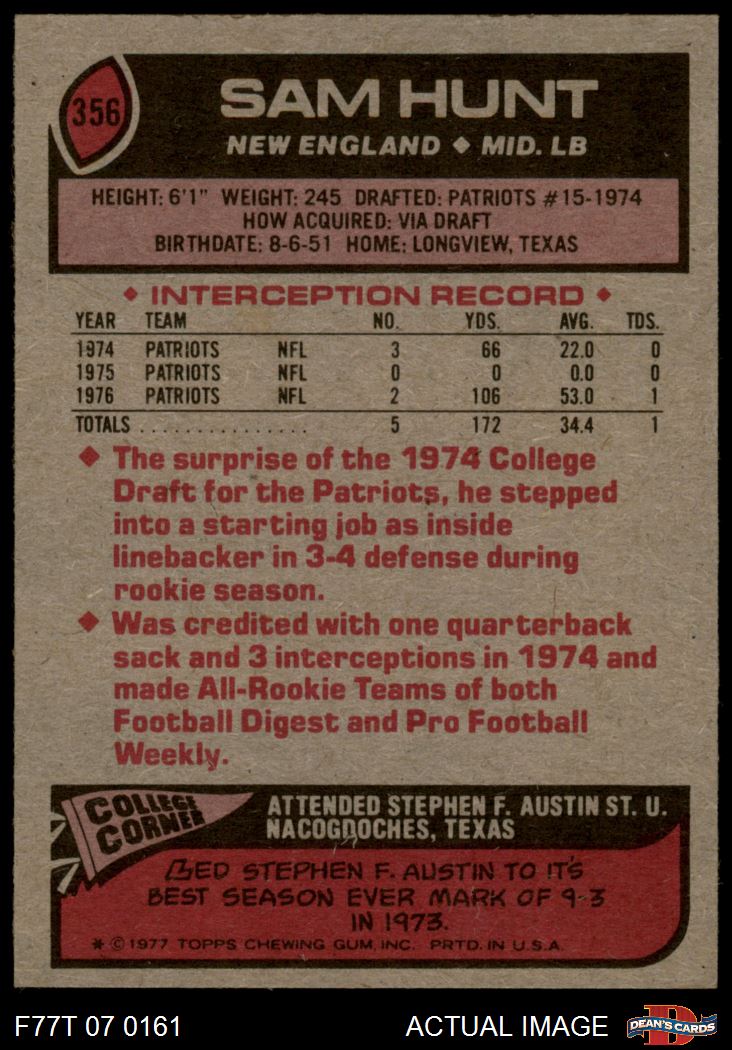 356
SAM HUNT
NEW ENGLAND ◆ MID. LB
HEIGHT: 6'1" WEIGHT: 245 DRAFTED: PATRIOTS #15-1974
HOW ACQUIRED: VIA DRAFT
BIRTHDATE: 8-6-51 HOME: LONGVIEW, TEXAS
◆ INTERCEPTION RECORD ◆
YEAR TEAM NO. YDS. AVG. TDS.
1974 PATRIOTS NFL 3 66 22.0 0
1975 PATRIOTS NFL 0 0 0.0 0
1976 PATRIOTS NFL 2 106 53.0 1
TOTALS . . . . . . . . . . . . . . . 5 172 34.4 1
◆ The surprise of the 1974 College
Draft for the Patriots, he stepped
into a starting job as inside
linebacker in 3-4 defense during
rookie season.
◆ Was credited with one quarterback
sack and 3 interceptions in 1974 and
made All-Rookie Teams of both
Football Digest and Pro Football
Weekly.
COLLEGE
CORNER
ATTENDED STEPHEN F. AUSTIN ST. U.
NACOGDOCHES, TEXAS
LED STEPHEN F. AUSTIN TO IT'S
BEST SEASON EVER MARK OF 9-3
IN 1973.
* © 1977 TOPPS CHEWING GUM, INC. PRTD. IN U.S.A.
F77T 07 0161 ACTUAL IMAGE
D
DEAN'S CARDS